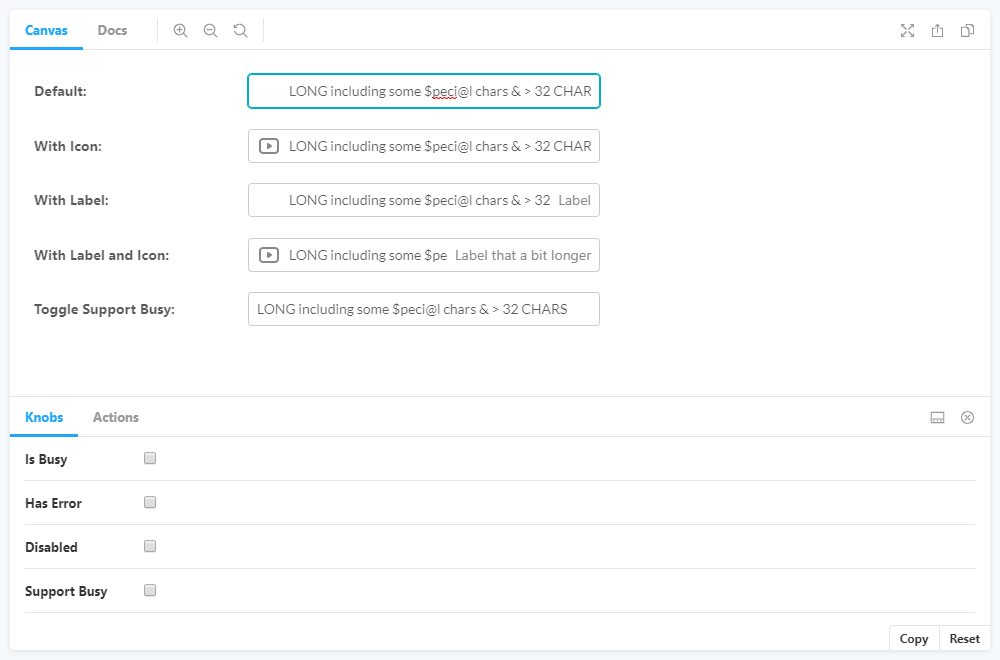 Canvas Docs
Default: LONG including some $peci@l chars & > 32 CHAR
With Icon: LONG including some $peci@l chars & > 32 CHAR
With Label: LONG including some $peci@l chars & > 32 Label
With Label and Icon: LONG including some $pe Label that a bit longer
Toggle Support Busy: LONG including some $peci@l chars & > 32 CHARS
Knobs Actions
Is Busy
Has Error
Disabled
Support Busy
Copy Reset